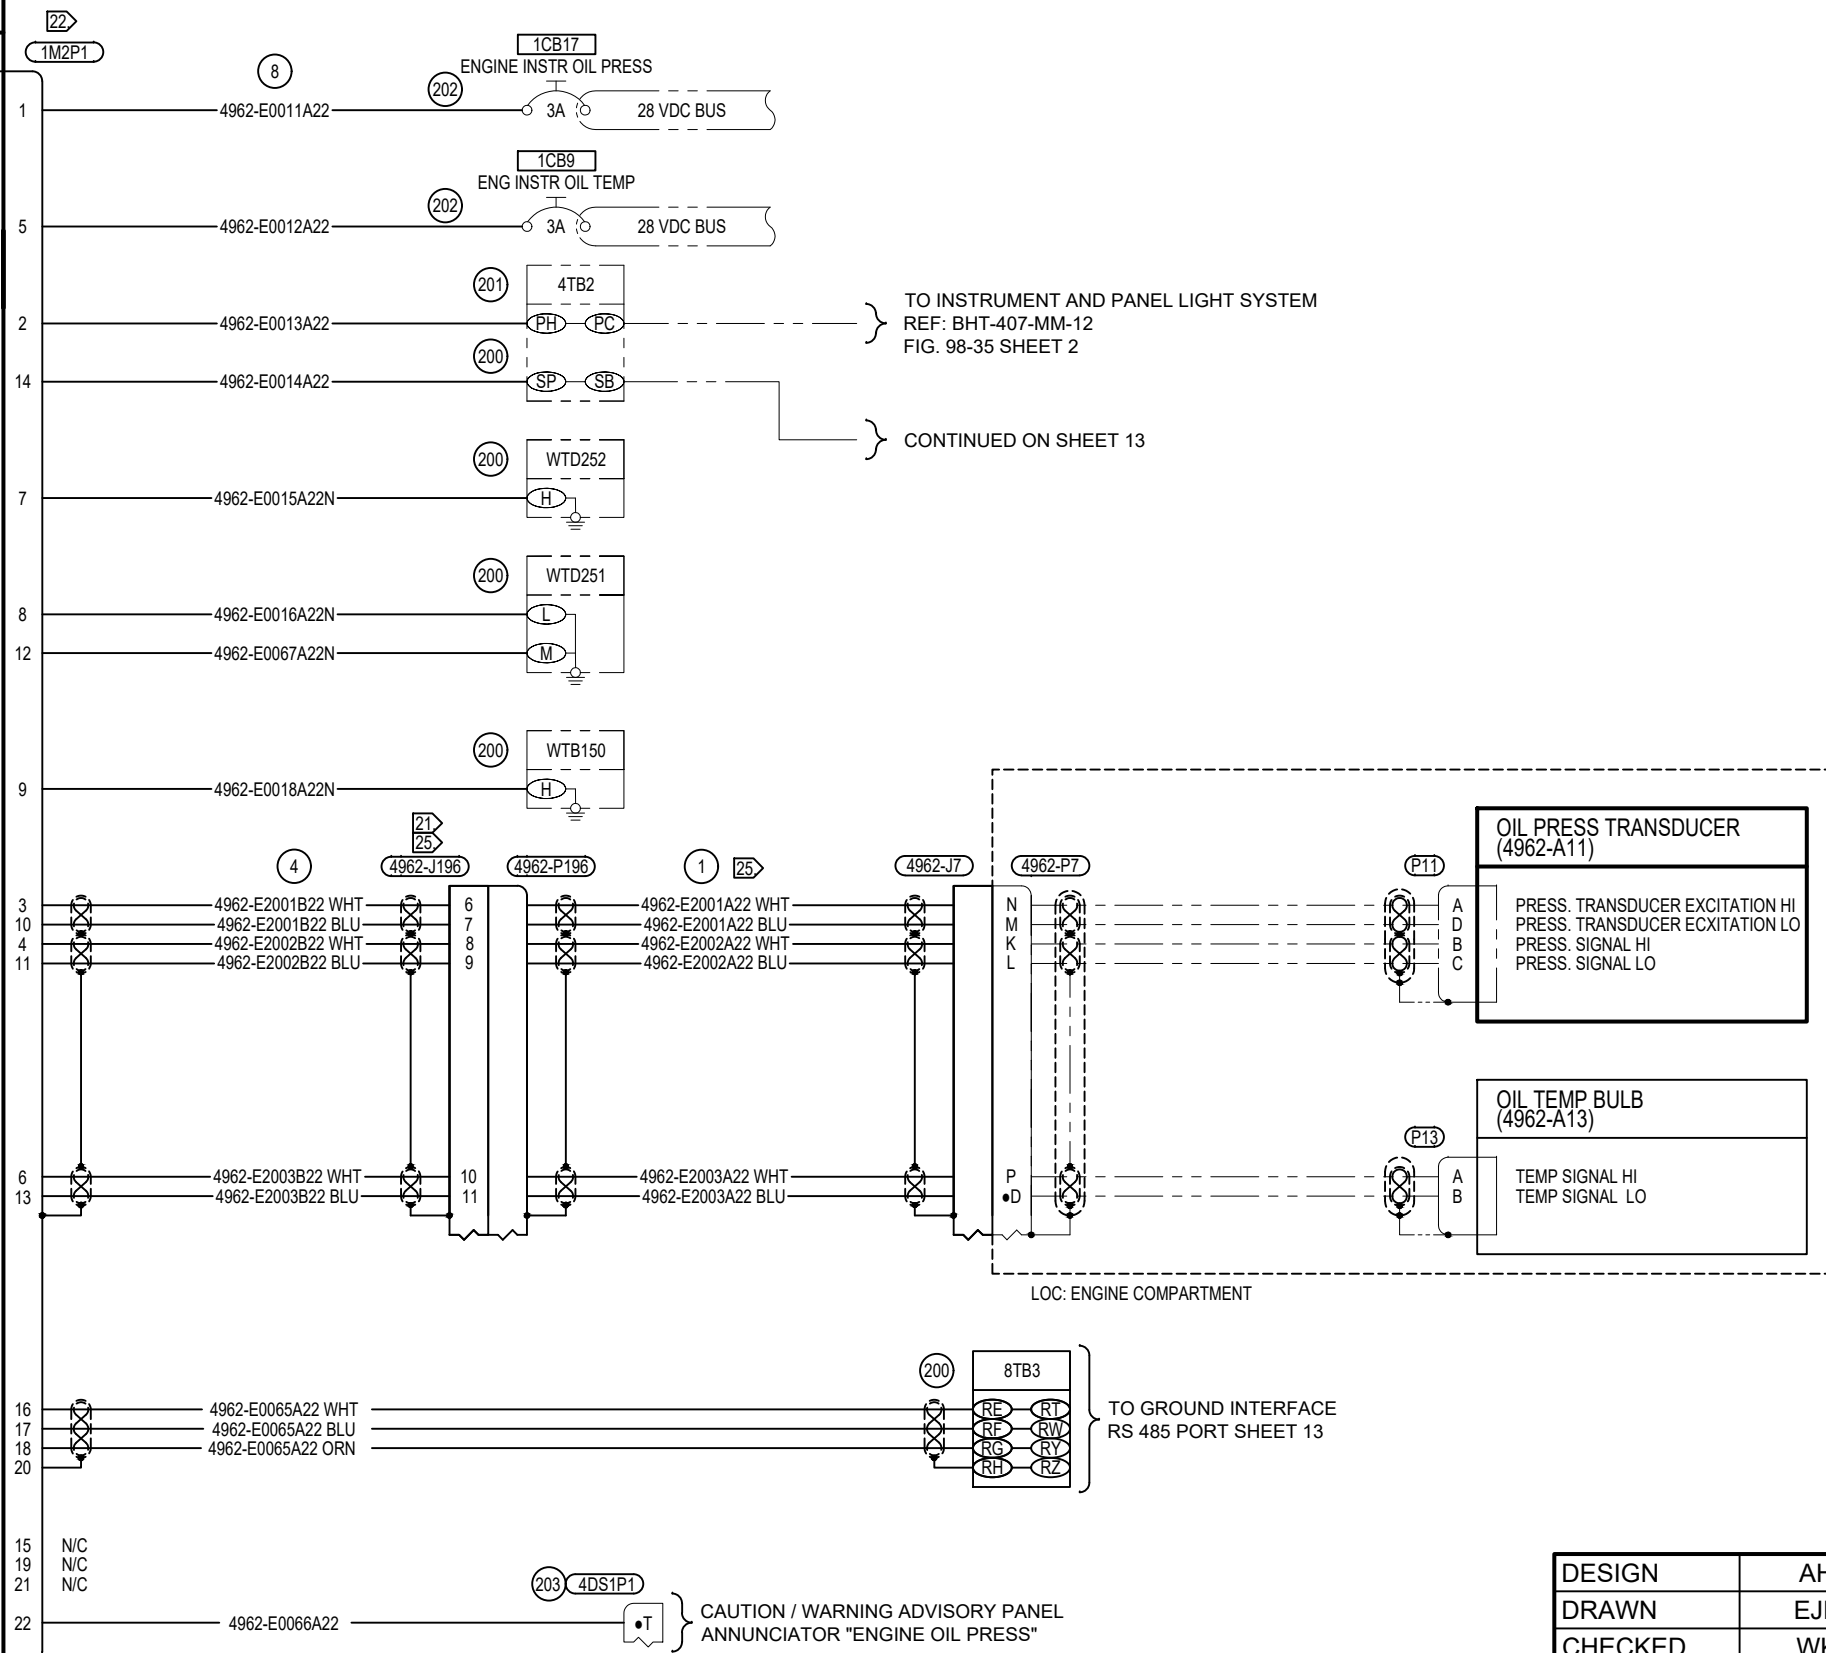 22
1M2P1
8
1CB17
ENGINE INSTR OIL PRESS
202
1
4962-E0011A22
3A
28 VDC BUS
1CB9
ENG INSTR OIL TEMP
202
5
4962-E0012A22
3A
28 VDC BUS
201
4TB2
2
4962-E0013A22
PH
PC
TO INSTRUMENT AND PANEL LIGHT SYSTEM
REF: BHT-407-MM-12
FIG. 98-35 SHEET 2
200
14
4962-E0014A22
SP
SB
CONTINUED ON SHEET 13
200
WTD252
7
4962-E0015A22N
H
200
WTD251
8
4962-E0016A22N
L
12
4962-E0067A22N
M
200
WTB150
9
4962-E0018A22N
H
21
25
4
4962-J196
4962-P196
1
25
4962-J7
4962-P7
P11
OIL PRESS TRANSDUCER
(4962-A11)
3
4962-E2001B22 WHT
6
4962-E2001A22 WHT
N
A
PRESS. TRANSDUCER EXCITATION HI
10
4962-E2001B22 BLU
7
4962-E2001A22 BLU
M
D
PRESS. TRANSDUCER ECXITATION LO
4
4962-E2002B22 WHT
8
4962-E2002A22 WHT
K
B
PRESS. SIGNAL HI
11
4962-E2002B22 BLU
9
4962-E2002A22 BLU
L
C
PRESS. SIGNAL LO
OIL TEMP BULB
(4962-A13)
P13
6
4962-E2003B22 WHT
10
4962-E2003A22 WHT
P
A
TEMP SIGNAL HI
13
4962-E2003B22 BLU
11
4962-E2003A22 BLU
•D
B
TEMP SIGNAL LO
LOC: ENGINE COMPARTMENT
200
8TB3
16
4962-E0065A22 WHT
RE
RT
17
4962-E0065A22 BLU
RF
RW
18
4962-E0065A22 ORN
RG
RY
20
RH
RZ
TO GROUND INTERFACE
RS 485 PORT SHEET 13
15 N/C
19 N/C
21 N/C
203
4DS1P1
22
4962-E0066A22
•T
CAUTION / WARNING ADVISORY PANEL
ANNUNCIATOR "ENGINE OIL PRESS"
DESIGN
DRAWN
CHECKED